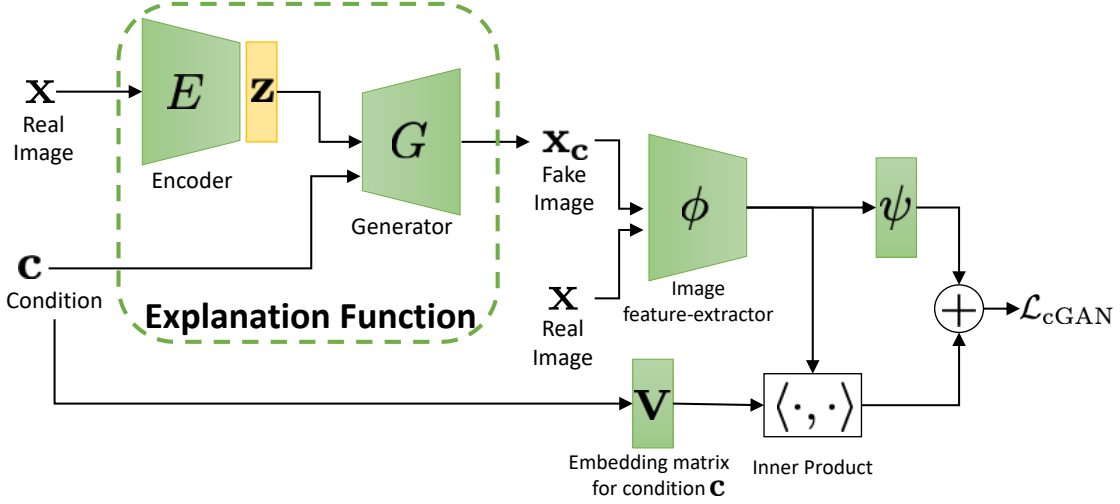 x
Real
Image
E
Encoder
z
G
Generator
c
Condition
Explanation Function
x_c
Fake
Image
x
Real
Image
ϕ
Image
feature-extractor
ψ
+
ℒ_cGAN
V
Embedding matrix
for condition c
⟨·, ·⟩
Inner Product